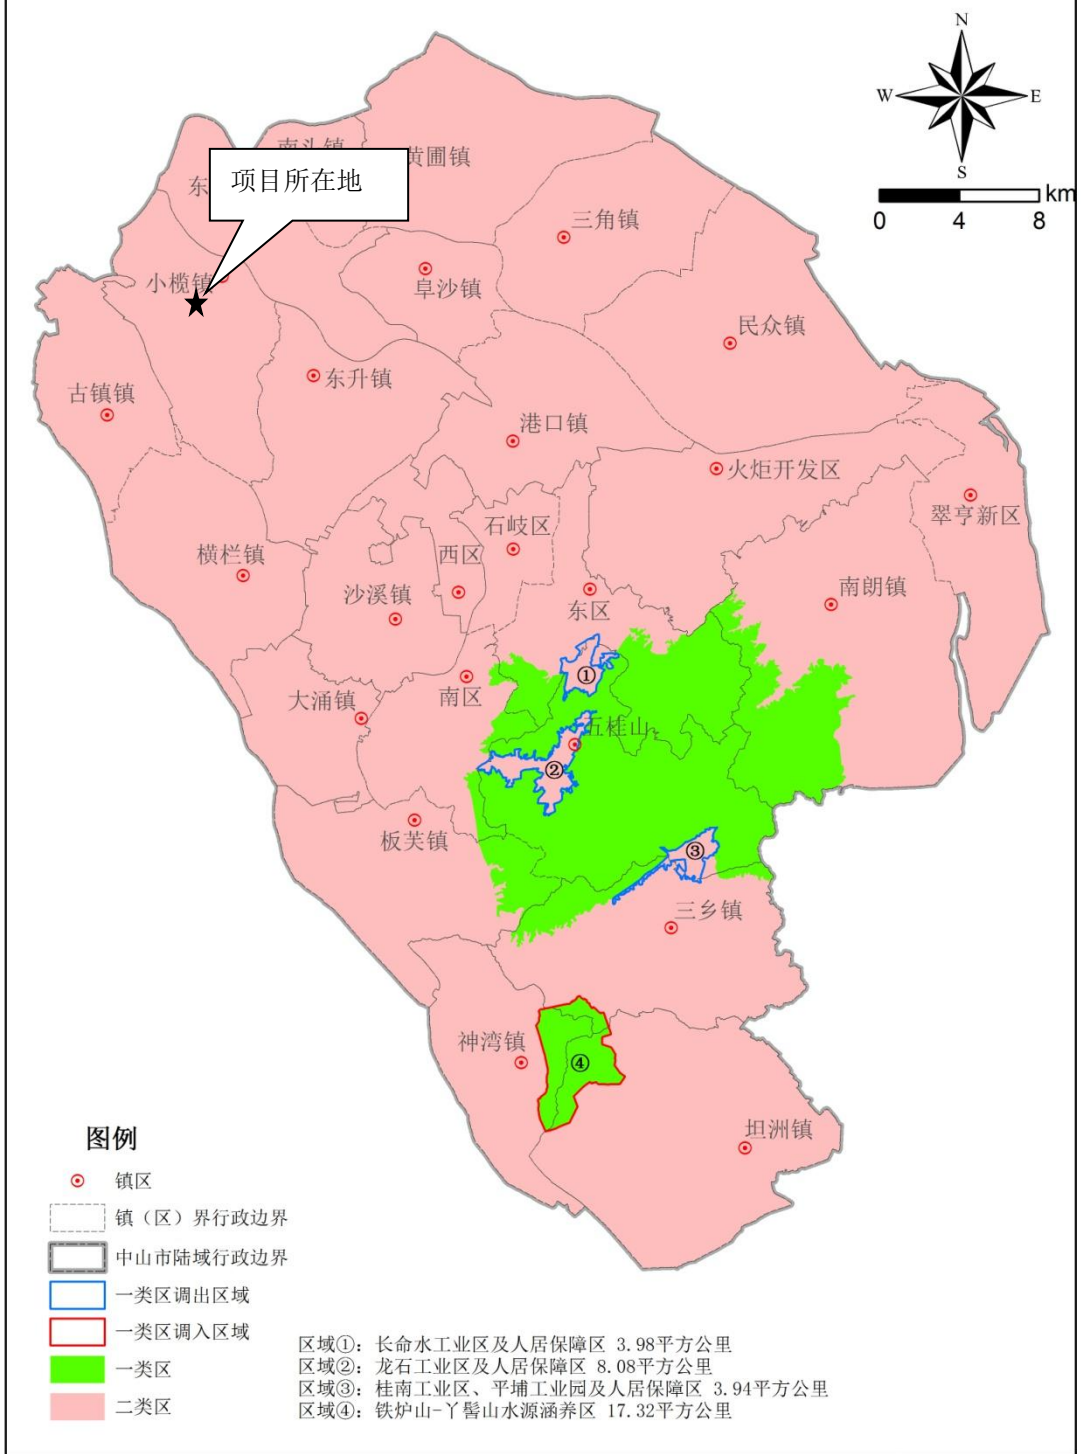 N
W
E
S
km
0 4 8
南头镇
黄圃镇
东
项目所在地
三角镇
小榄镇
阜沙镇
民众镇
古镇镇
东升镇
港口镇
火炬开发区
翠亨新区
石岐区
横栏镇
西区
沙溪镇
东区
南朗镇
①
南区
大涌镇
五桂山
②
板芙镇
③
三乡镇
神湾镇
④
坦洲镇
图例
镇区
镇（区）界行政边界
中山市陆域行政边界
一类区调出区域
一类区调入区域
一类区
二类区
区域①：长命水工业区及人居保障区 3.98平方公里
区域②：龙石工业区及人居保障区 8.08平方公里
区域③：桂南工业区、平埔工业园及人居保障区 3.94平方公里
区域④：铁炉山-丫髻山水源涵养区 17.32平方公里